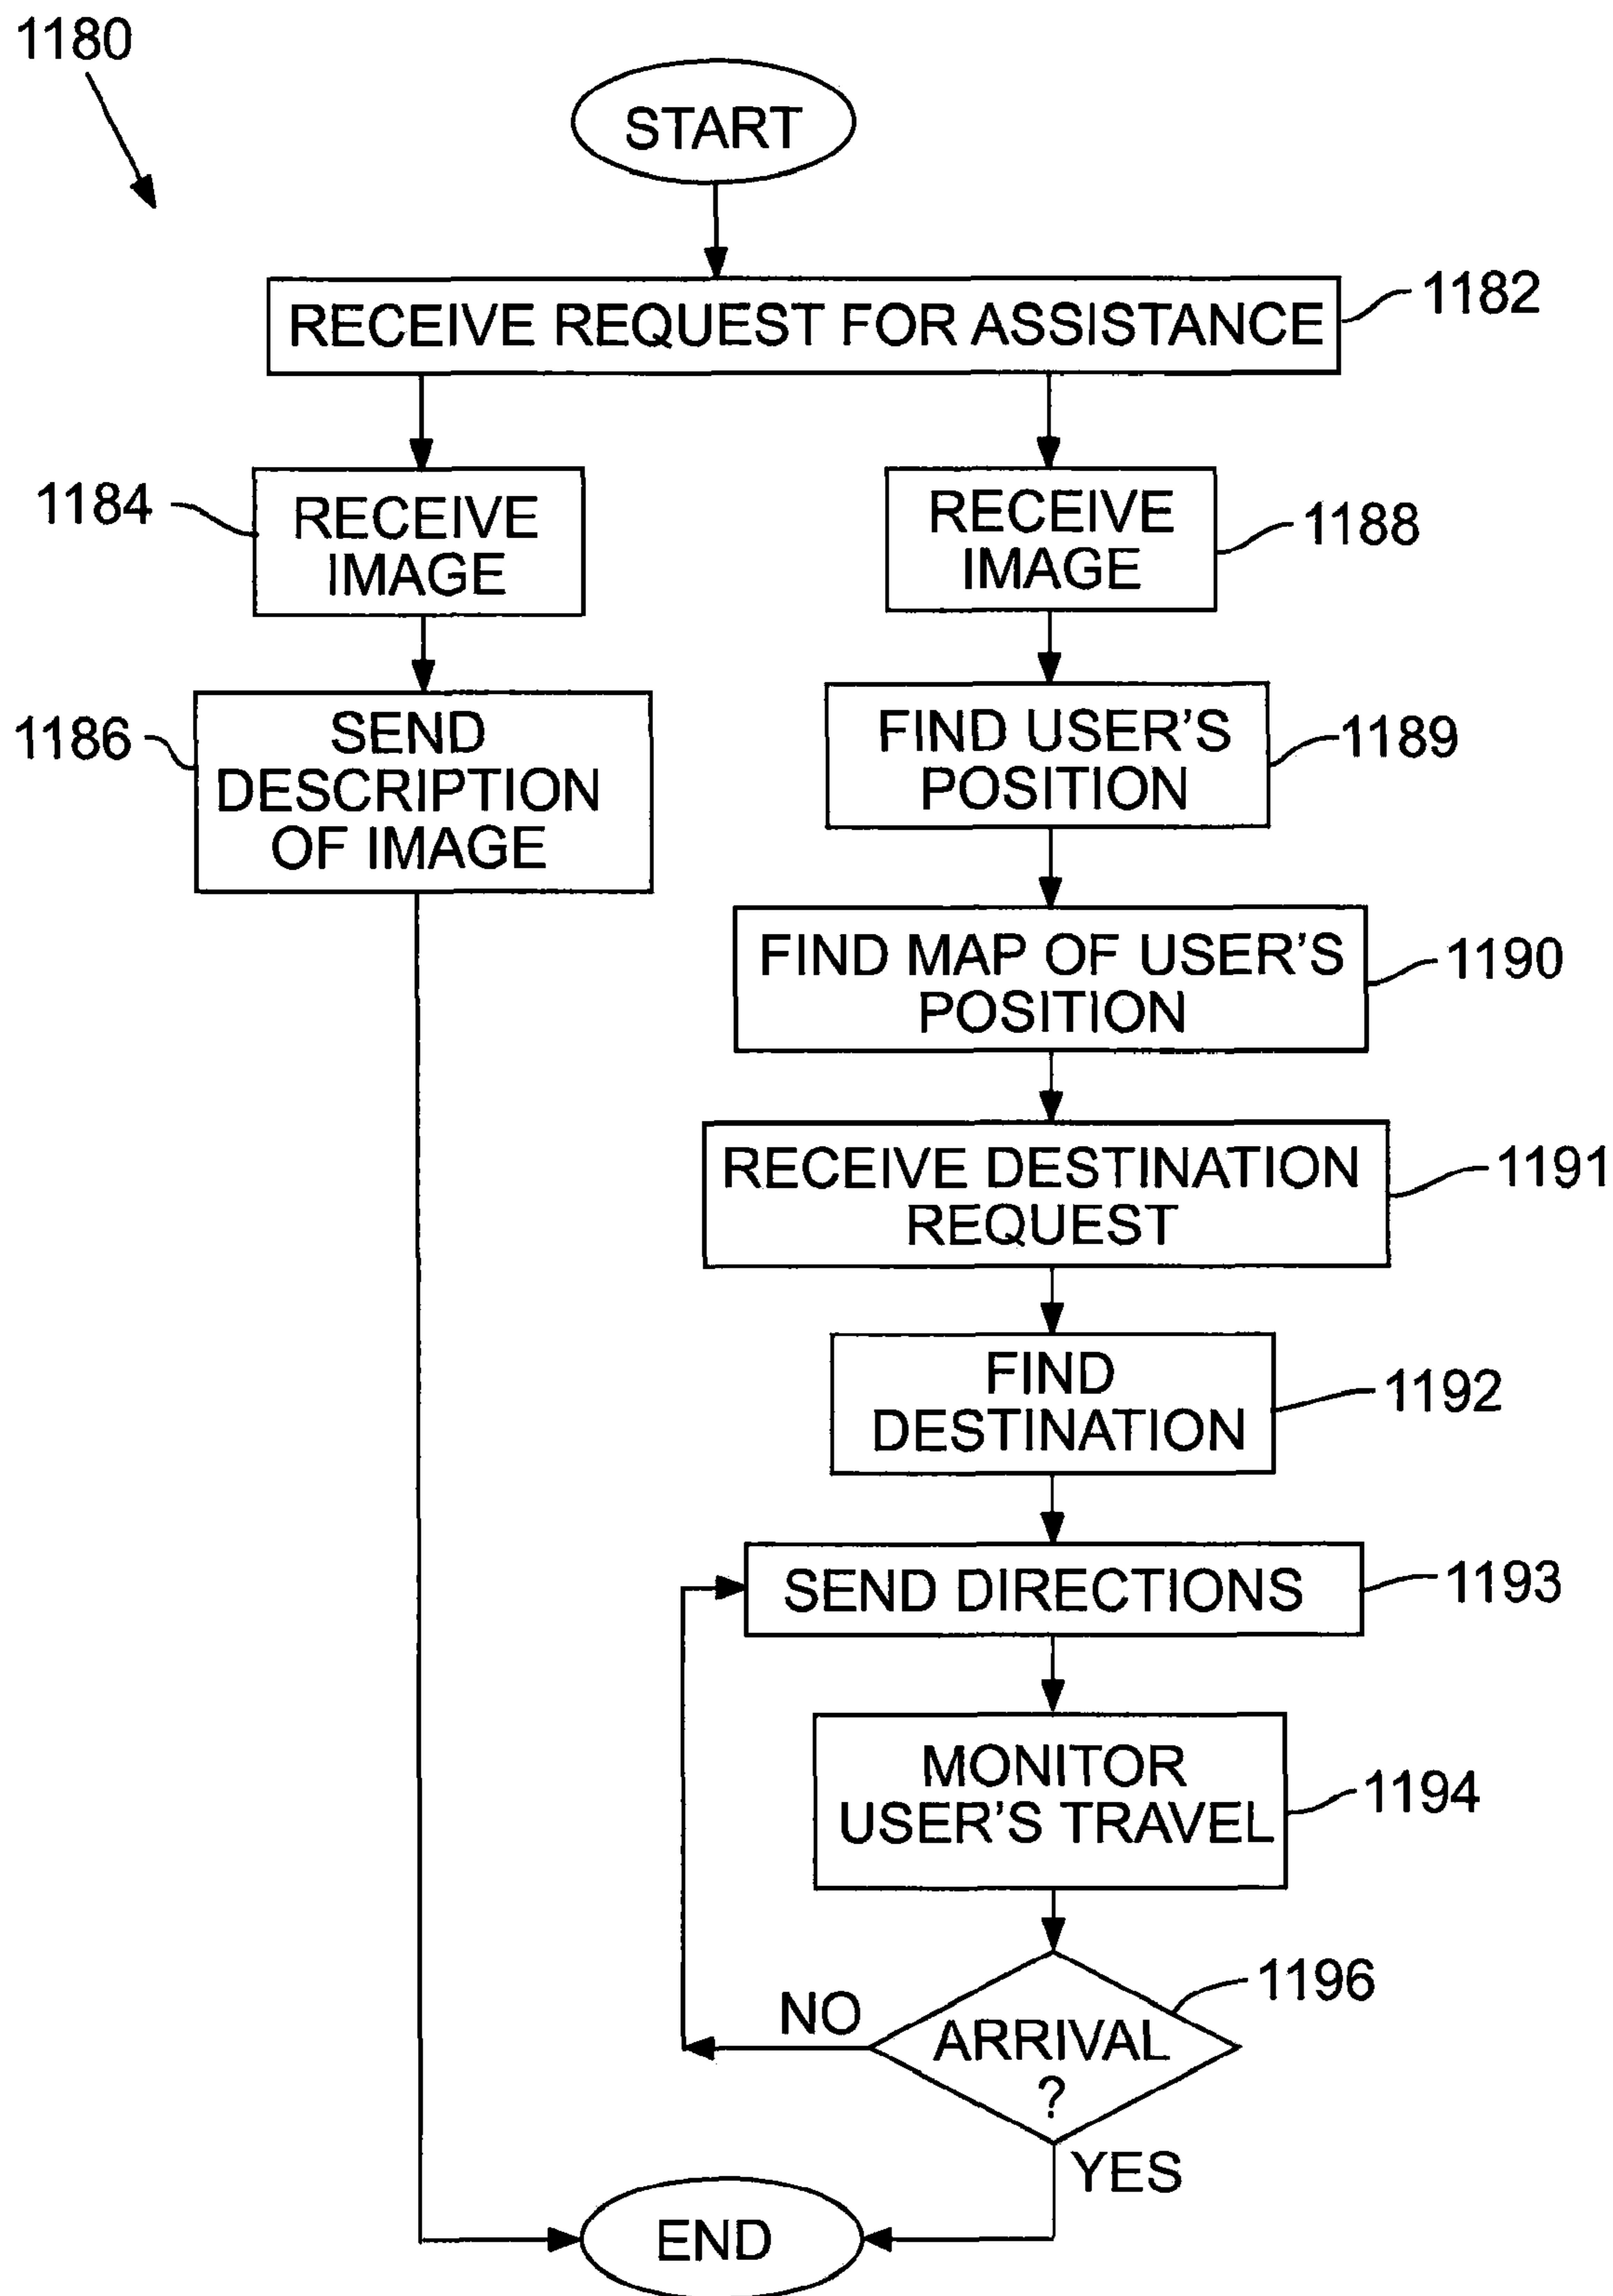 1180
START
RECEIVE REQUEST FOR ASSISTANCE
1182
1184
RECEIVE
IMAGE
RECEIVE
IMAGE
1188
1186
SEND
DESCRIPTION
OF IMAGE
FIND USER'S
POSITION
1189
FIND MAP OF USER'S
POSITION
1190
RECEIVE DESTINATION
REQUEST
1191
FIND
DESTINATION
1192
SEND DIRECTIONS
1193
MONITOR
USER'S TRAVEL
1194
1196
NO
ARRIVAL
?
YES
END